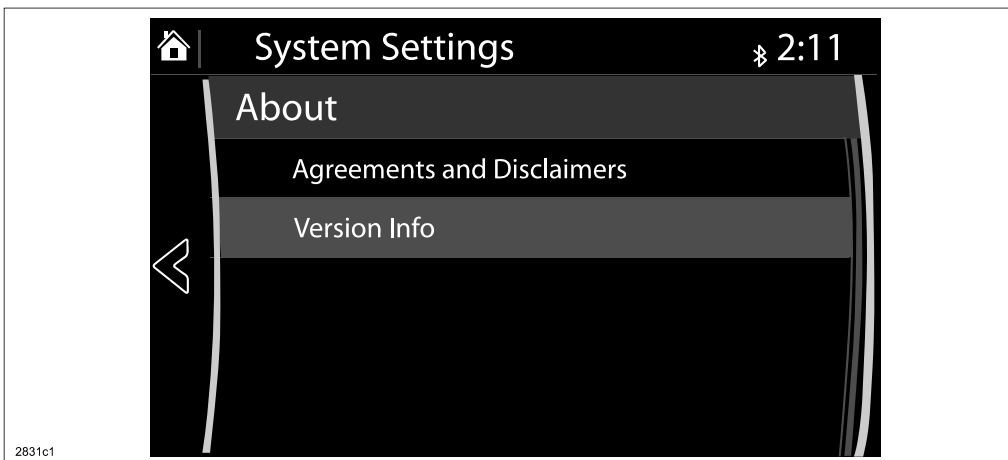 System Settings 2:11
About
Agreements and Disclaimers
Version Info
2831c1